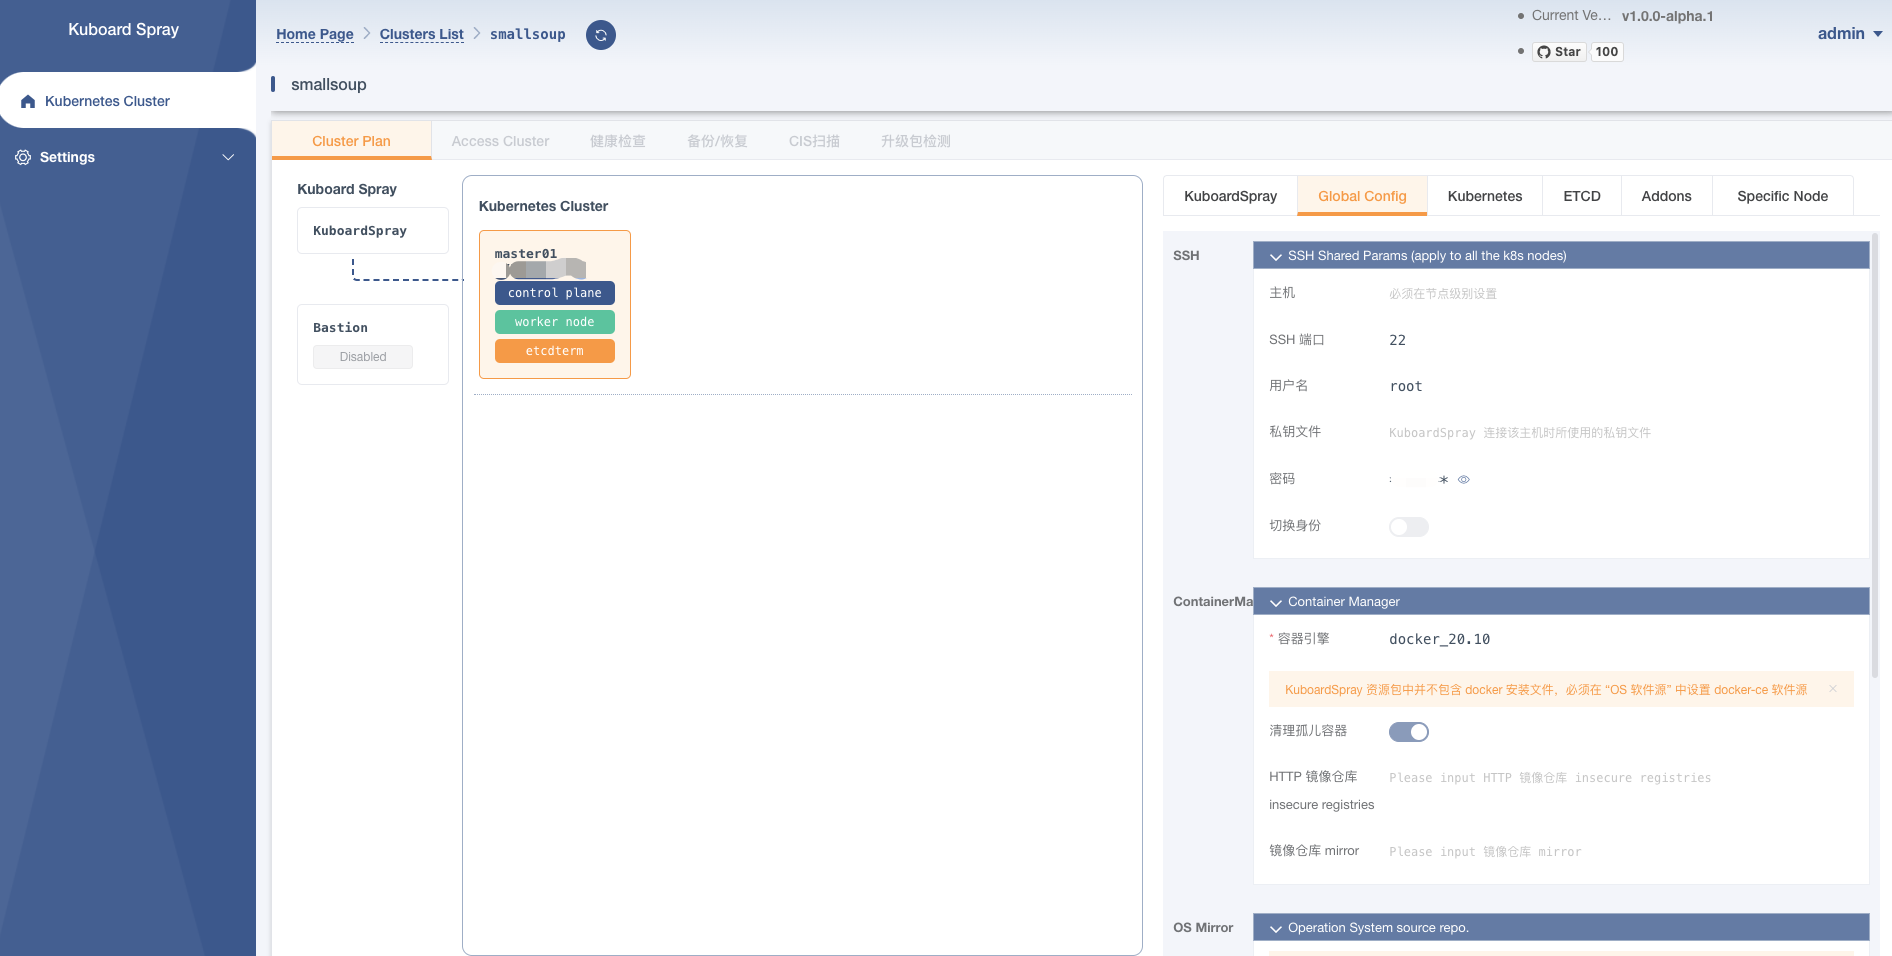 Kuboard Spray
Kubernetes Cluster
Settings
Home Page
Clusters List
smallsoup
Current Ve...
v1.0.0-alpha.1
Star
100
admin
smallsoup
Cluster Plan
Access Cluster
健康检查
备份/恢复
CIS扫描
升级包检测
Kuboard Spray
KuboardSpray
Bastion
Disabled
Kubernetes Cluster
master01
control plane
worker node
etcdterm
KuboardSpray
Global Config
Kubernetes
ETCD
Addons
Specific Node
SSH
SSH Shared Params (apply to all the k8s nodes)
主机
必须在节点级别设置
SSH 端口
22
用户名
root
私钥文件
KuboardSpray 连接该主机时所使用的私钥文件
密码
*
切换身份
ContainerMa
Container Manager
* 容器引擎
docker_20.10
KuboardSpray 资源包中并不包含 docker 安装文件，必须在 “OS 软件源” 中设置 docker-ce 软件源
清理孤儿容器
HTTP 镜像仓库
insecure registries
Please input HTTP 镜像仓库 insecure registries
镜像仓库 mirror
Please input 镜像仓库 mirror
OS Mirror
Operation System source repo.